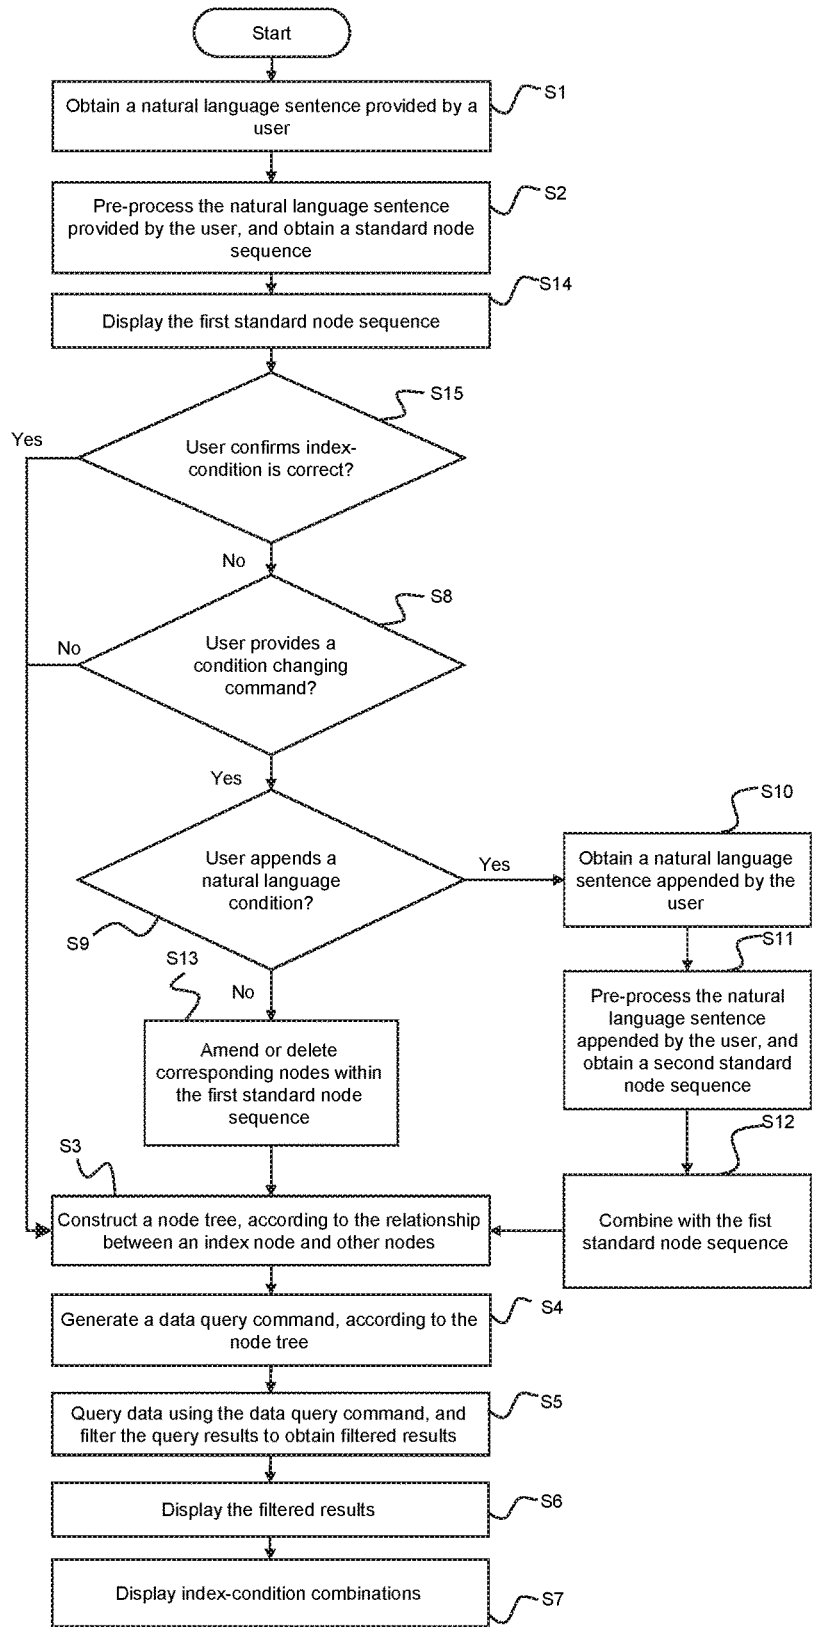 Start
Obtain a natural language sentence provided by a
user
S1
Pre-process the natural language sentence
provided by the user, and obtain a standard node
sequence
S2
Display the first standard node sequence
S14
User confirms index-
condition is correct?
S15
Yes
No
User provides a
condition changing
command?
S8
No
Yes
User appends a
natural language
condition?
S9
Yes
No
Obtain a natural language
sentence appended by the
user
S10
Pre-process the natural
language sentence
appended by the user, and
obtain a second standard
node sequence
S11
Combine with the fist
standard node sequence
S12
Amend or delete
corresponding nodes within
the first standard node
sequence
S13
Construct a node tree, according to the relationship
between an index node and other nodes
S3
Generate a data query command, according to the
node tree
S4
Query data using the data query command, and
filter the query results to obtain filtered results
S5
Display the filtered results
S6
Display index-condition combinations
S7